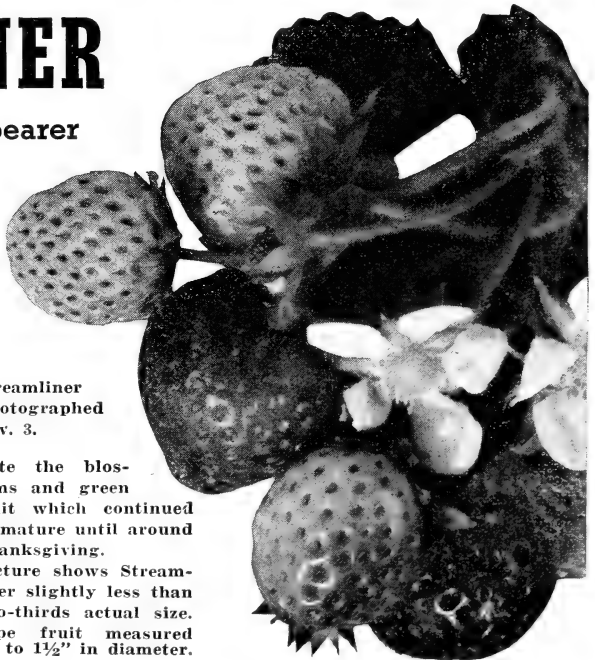 NER
bearer
reamliner
otographed
v. 3.
te the blos-
ms and green
it which continued
mature until around
anksgiving.
cture shows Stream-
er slightly less than
o-thirds actual size.
pe fruit measured
to 1½" in diameter.